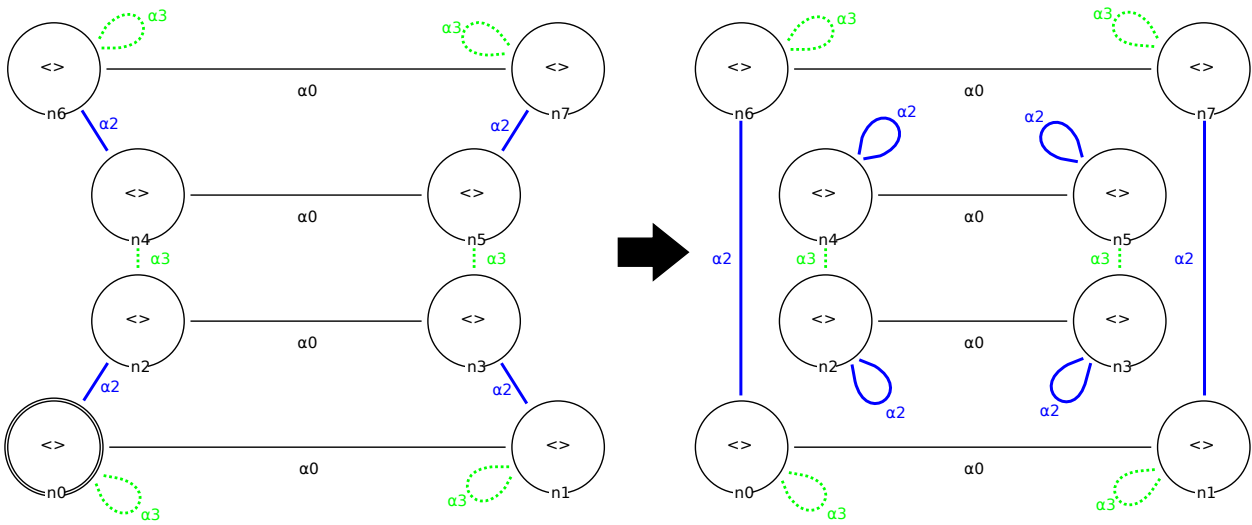 α3 α3 α3 α3
<> <> <> <>
α0 α0
n6 n7 n6 n7
α2 α2 α2 α2
<> <> <> <>
α0 α0
n4 n5 n4 n5
α3 α3 α2 α3 α3 α2
<> <> <> <>
α0 α0
n2 n3 n2 n3
α2 α2 α2 α2
<> <> <> <>
α0 α0
n0 n1 n0 n1
α3 α3 α3 α3